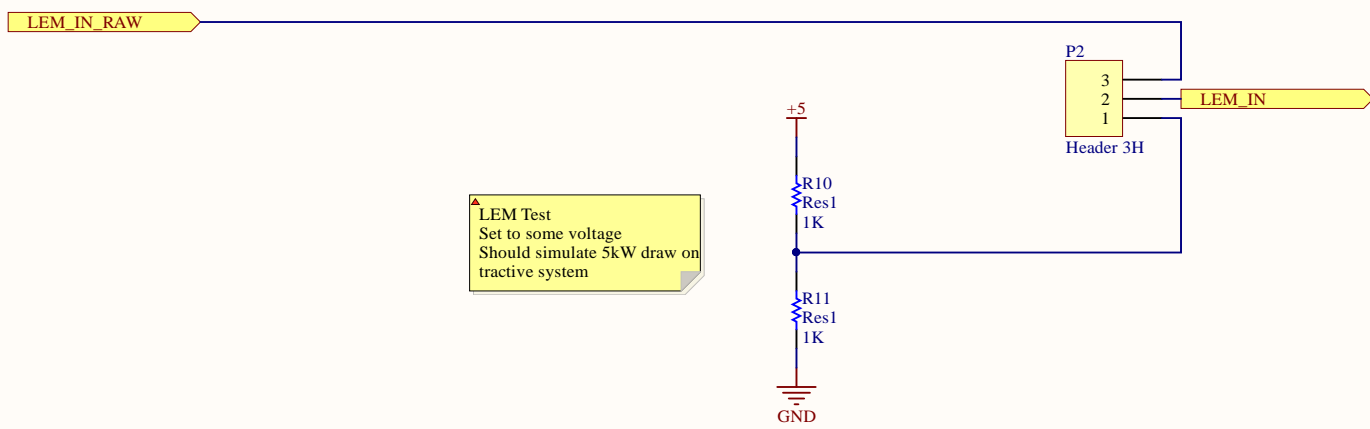 LEM_IN_RAW
P2
3
2
1
LEM_IN
Header 3H
+5
R10
Res1
1K
LEM Test
Set to some voltage
Should simulate 5kW draw on
tractive system
R11
Res1
1K
GND